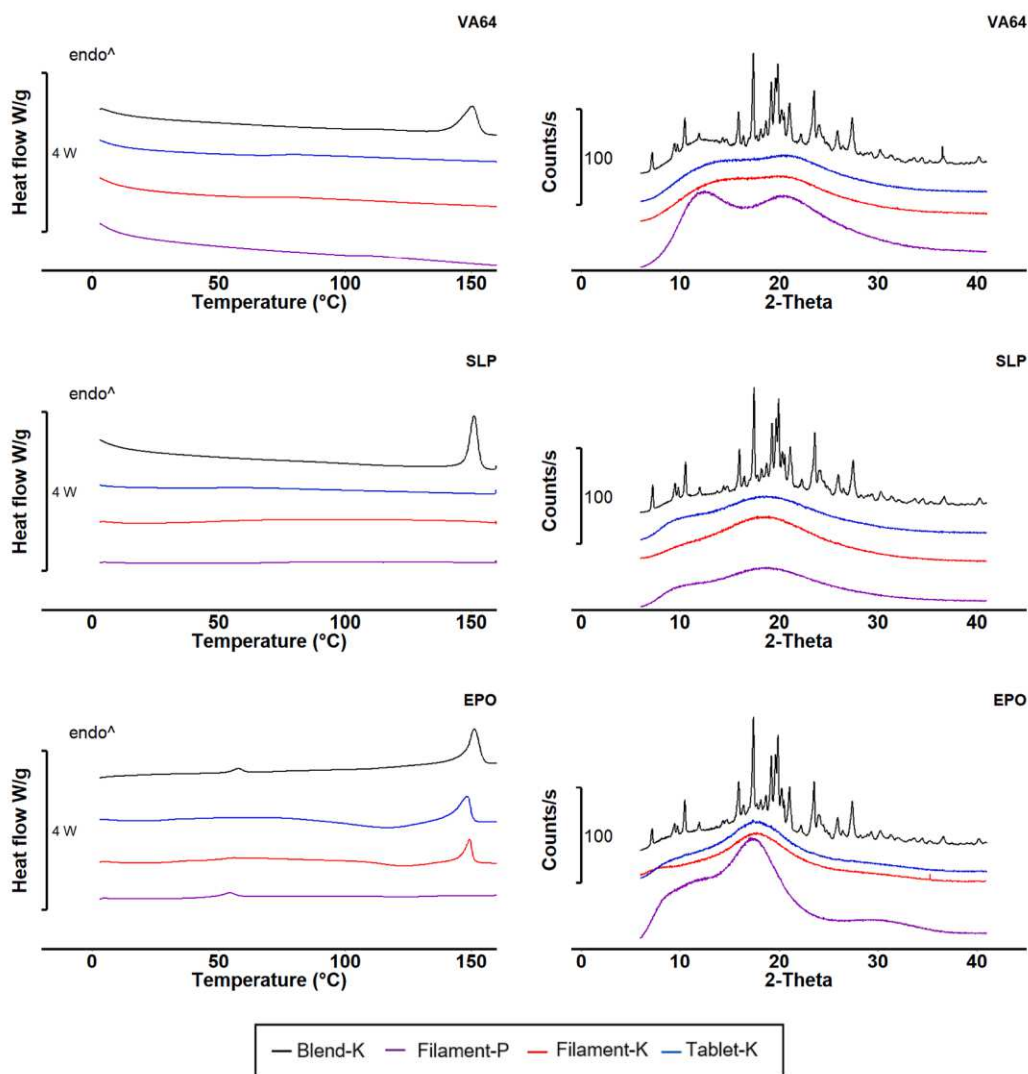 VA64
endo^
Heat flow W/g
4 W
0 50 100 150
Temperature (°C)
VA64
Counts/s
100
0 10 20 30 40
2-Theta
SLP
endo^
Heat flow W/g
4 W
0 50 100 150
Temperature (°C)
SLP
Counts/s
100
0 10 20 30 40
2-Theta
EPO
endo^
Heat flow W/g
4 W
0 50 100 150
Temperature (°C)
EPO
Counts/s
100
0 10 20 30 40
2-Theta
Blend-K Filament-P Filament-K Tablet-K